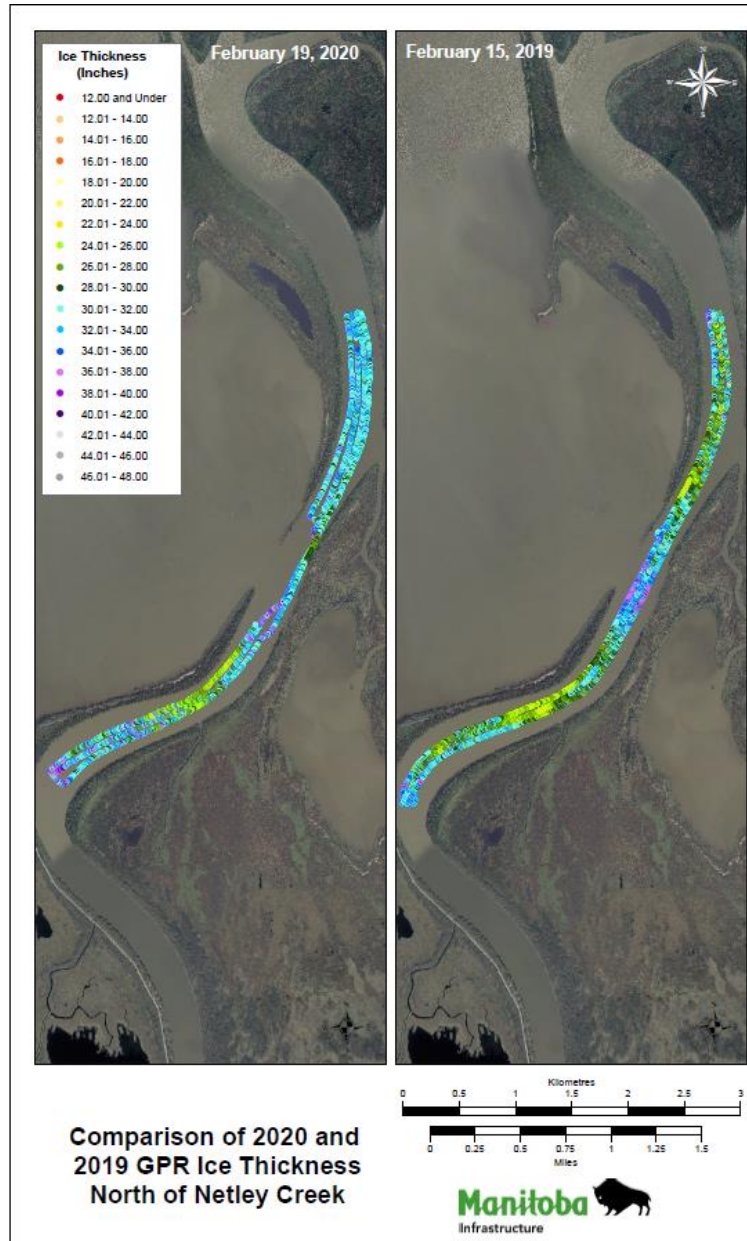 February 19, 2020
February 15, 2019
Ice Thickness
(Inches)
12.00 and Under
12.01 - 14.00
14.01 - 16.00
16.01 - 18.00
18.01 - 20.00
20.01 - 22.00
22.01 - 24.00
24.01 - 26.00
26.01 - 28.00
28.01 - 30.00
30.01 - 32.00
32.01 - 34.00
34.01 - 36.00
36.01 - 38.00
38.01 - 40.00
40.01 - 42.00
42.01 - 44.00
44.01 - 46.00
46.01 - 48.00
N
W
E
S
Kilometres
0 0.5 1 1.5 2 2.5 3
0 0.25 0.5 0.75 1 1.25 1.5
Miles
Comparison of 2020 and
2019 GPR Ice Thickness
North of Netley Creek
Manitoba
Infrastructure